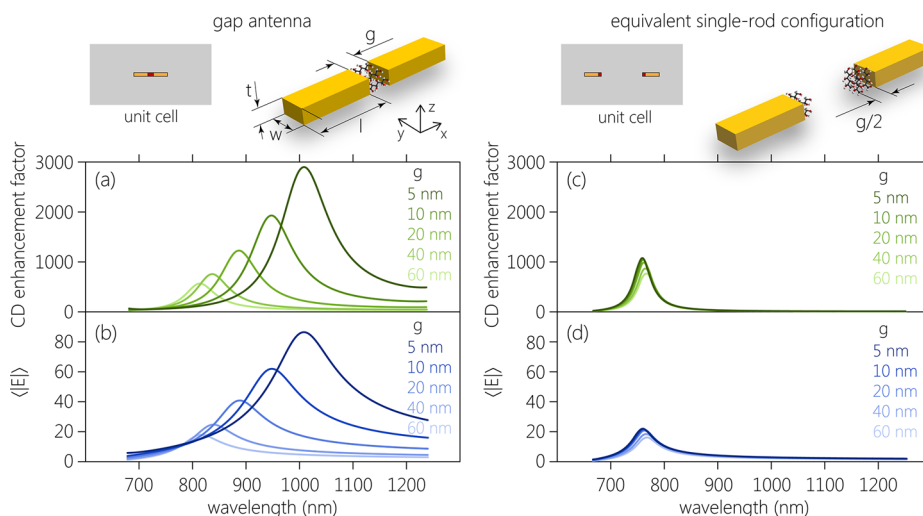 gap antenna
equivalent single-rod configuration
g
t
w
l
z
y
x
unit cell
unit cell
g/2
CD enhancement factor
3000
2000
1000
0
(a)
g
5 nm
10 nm
20 nm
40 nm
60 nm
CD enhancement factor
3000
2000
1000
0
(c)
g
5 nm
10 nm
20 nm
40 nm
60 nm
⟨|E|⟩
80
60
40
20
0
(b)
g
5 nm
10 nm
20 nm
40 nm
60 nm
700 800 900 1000 1100 1200
wavelength (nm)
⟨|E|⟩
80
60
40
20
0
(d)
g
5 nm
10 nm
20 nm
40 nm
60 nm
700 800 900 1000 1100 1200
wavelength (nm)